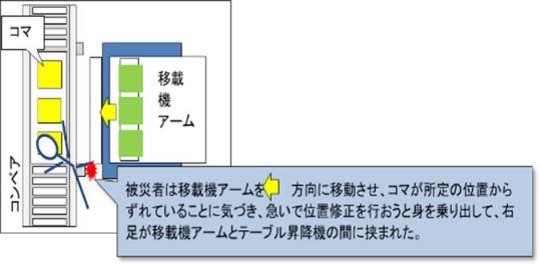 コマ
移載
機
アーム
コンベア
被災者は移載機アームを 方向に移動させ、コマが所定の位置から
ずれていることに気づき、急いで位置修正を行おうと身を乗り出して、右
足が移載機アームとテーブル昇降機の間に挟まれた。